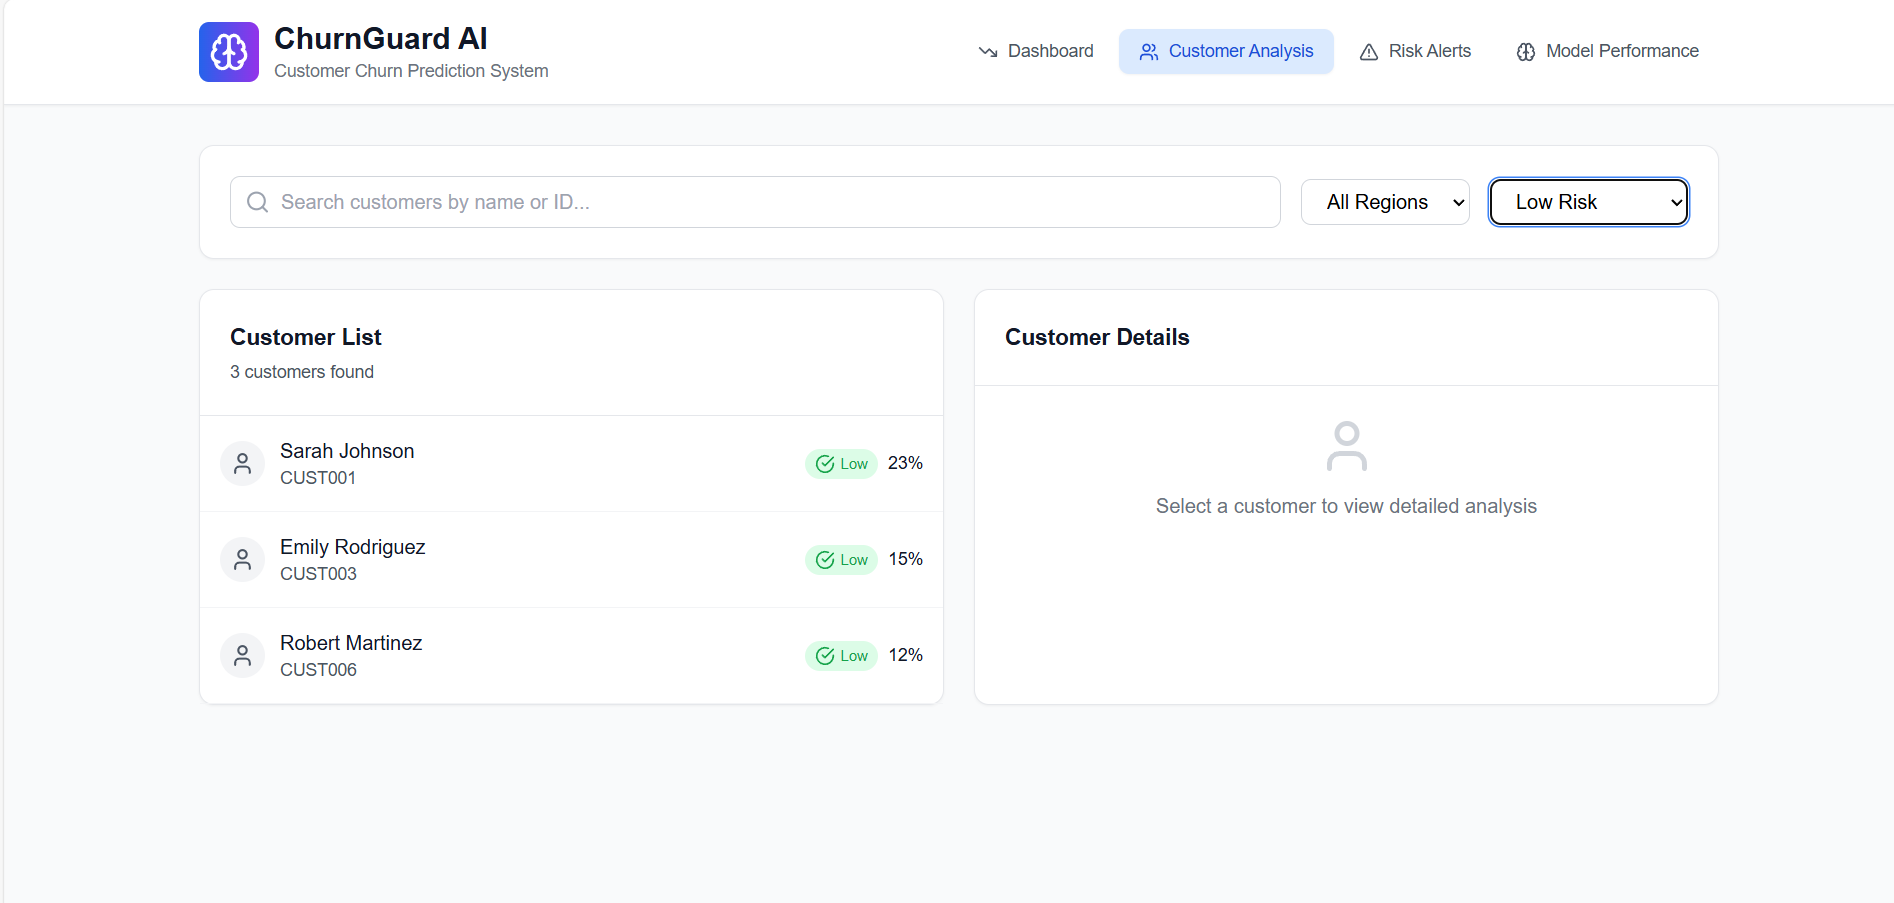 ChurnGuard AI
Customer Churn Prediction System
Dashboard
Customer Analysis
Risk Alerts
Model Performance
Search customers by name or ID...
All Regions
Low Risk
Customer List
3 customers found
Sarah Johnson
CUST001
Low 23%
Emily Rodriguez
CUST003
Low 15%
Robert Martinez
CUST006
Low 12%
Customer Details
Select a customer to view detailed analysis